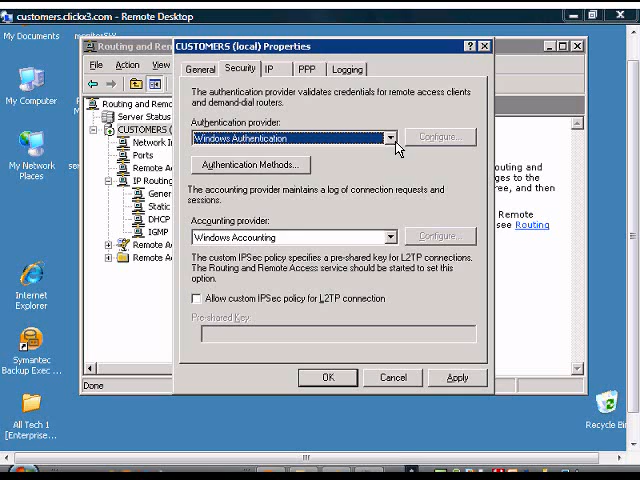 customers.clickx3.com - Remote Desktop
My Documents
My Computer
My Network
Places
Internet
Explorer
Symantec
Backup Exec ...
All Tech 1
[Enterprise...
Routing and Rem
File
Action
View
Routing and Remo
Server Status
CUSTOMERS (
Network In
Ports
Remote A
IP Routing
Gener
Static
DHCP
IGMP
Remote A
Remote A
Done
CUSTOMERS (local) Properties
General
Security
IP
PPP
Logging
The authentication provider validates credentials for remote access clients
and demand-dial routers.
Authentication provider:
Windows Authentication
Configure...
Authentication Methods...
The accounting provider maintains a log of connection requests and
sessions.
Accounting provider:
Windows Accounting
Configure...
The custom IPSec policy specifies a pre-shared key for L2TP connections.
The Routing and Remote Access service should be started to set this
option.
Allow custom IPSec policy for L2TP connection
Pre-shared Key:
OK
Cancel
Apply
outing and
ges to the
ree, and then
Remote
see Routing
Recycle Bin